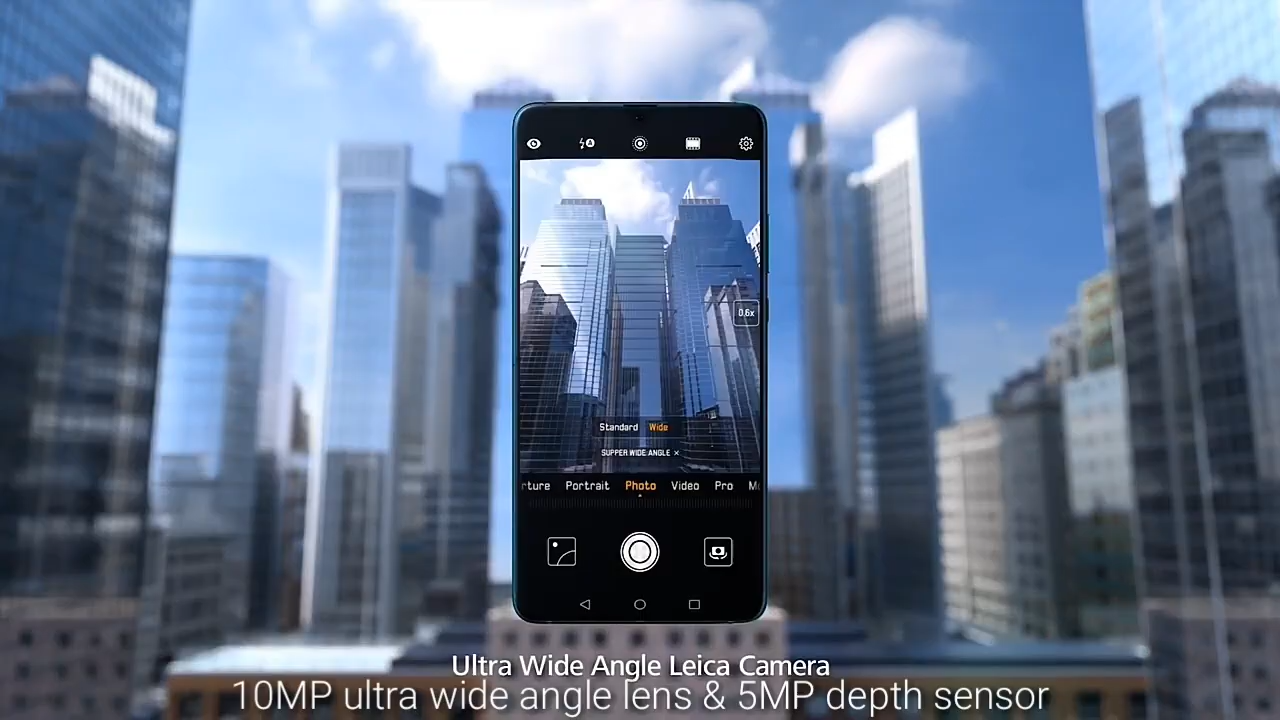 0.6x
Standard Wide
SUPPER WIDE ANGLE ×
rture Portrait Photo Video Pro Mo
Ultra Wide Angle Leica Camera
10MP ultra wide angle lens & 5MP depth sensor